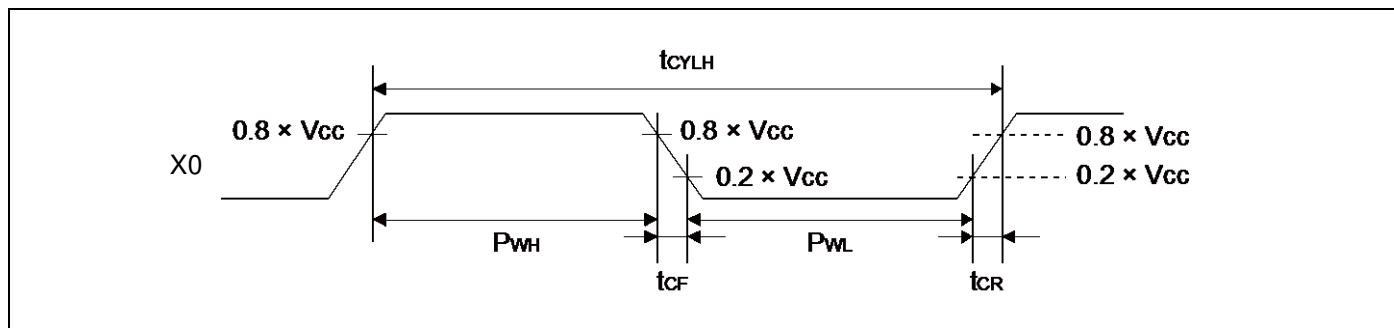 tCYLH
0.8 × Vcc
0.8 × Vcc
0.8 × Vcc
X0
0.2 × Vcc
0.2 × Vcc
PWH
PWL
tCF
tCR